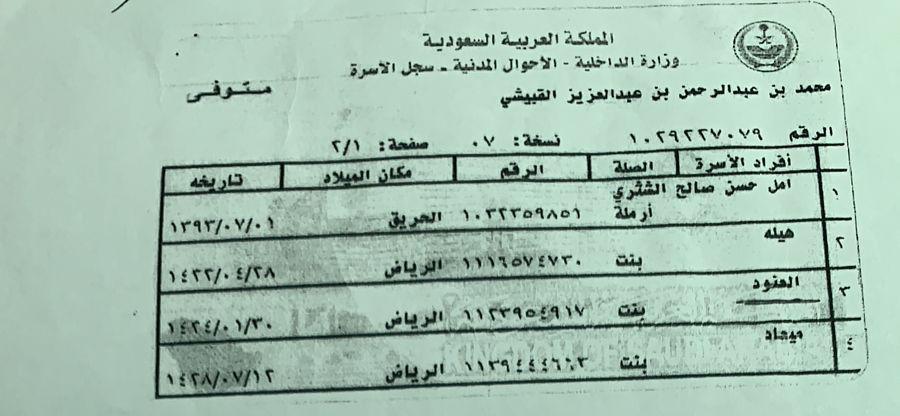 المملكة العربية السعودية
وزارة الداخلية - الأحوال المدنية - سجل الأسرة
محمد بن عبدالرحمن بن عبدالعزيز القبيشي متوفى
الرقم ١٠٢٩٢٢٧٠٧٩ نسخة: ٠٧ صفحة: ٢/١
أفراد الأسرة الصلة الرقم مكان الميلاد تاريخه
١ امل حسن صالح الشثري
أرملة ١٠٣٢٣٥٩٨٥١ الحريق ١٣٩٣/٠٧/٠١
٢ هيله
بنت ١١١٦٥٧٤٧٣٠ الرياض ١٤٢٢/٠٤/٢٨
٣ العنود
بنت ١١٢٣٩٥٤٩١٧ الرياض ١٤٢٤/٠١/٣٠
٤ ميعاد
بنت الرياض ١٤٢٨/٠٧/١٢